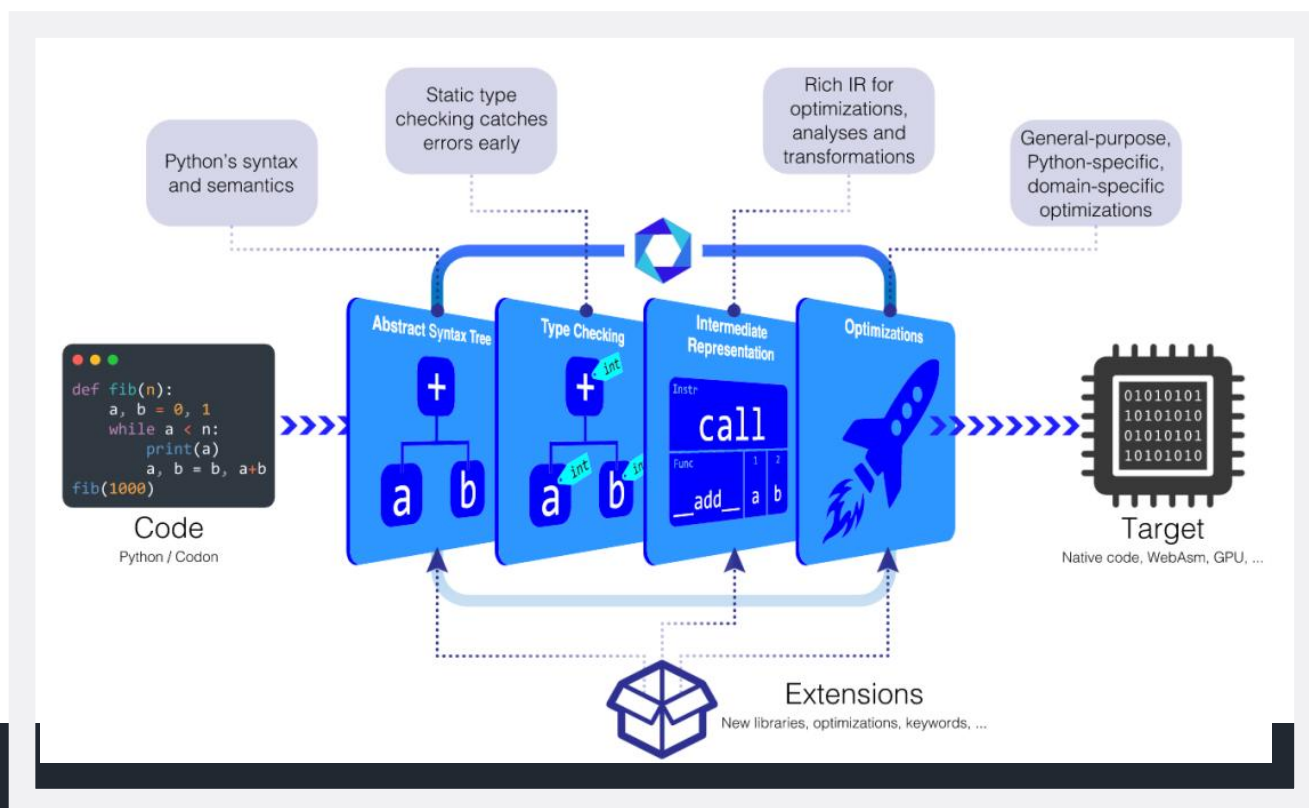 Python's syntax
and semantics
Static type
checking catches
errors early
Rich IR for
optimizations,
analyses and
transformations
General-purpose,
Python-specific,
domain-specific
optimizations
def fib(n):
    a, b = 0, 1
    while a < n:
        print(a)
        a, b = b, a+b
fib(1000)
Code
Python / Codon
Abstract Syntax Tree
+
a b
Type Checking
+ int
a int b in
Intermediate
Representation
Instr
call
Func 1 2
__add__ a b
Optimizations
01010101
10101010
01010101
10101010
Target
Native code, WebAsm, GPU, ...
Extensions
New libraries, optimizations, keywords, ...